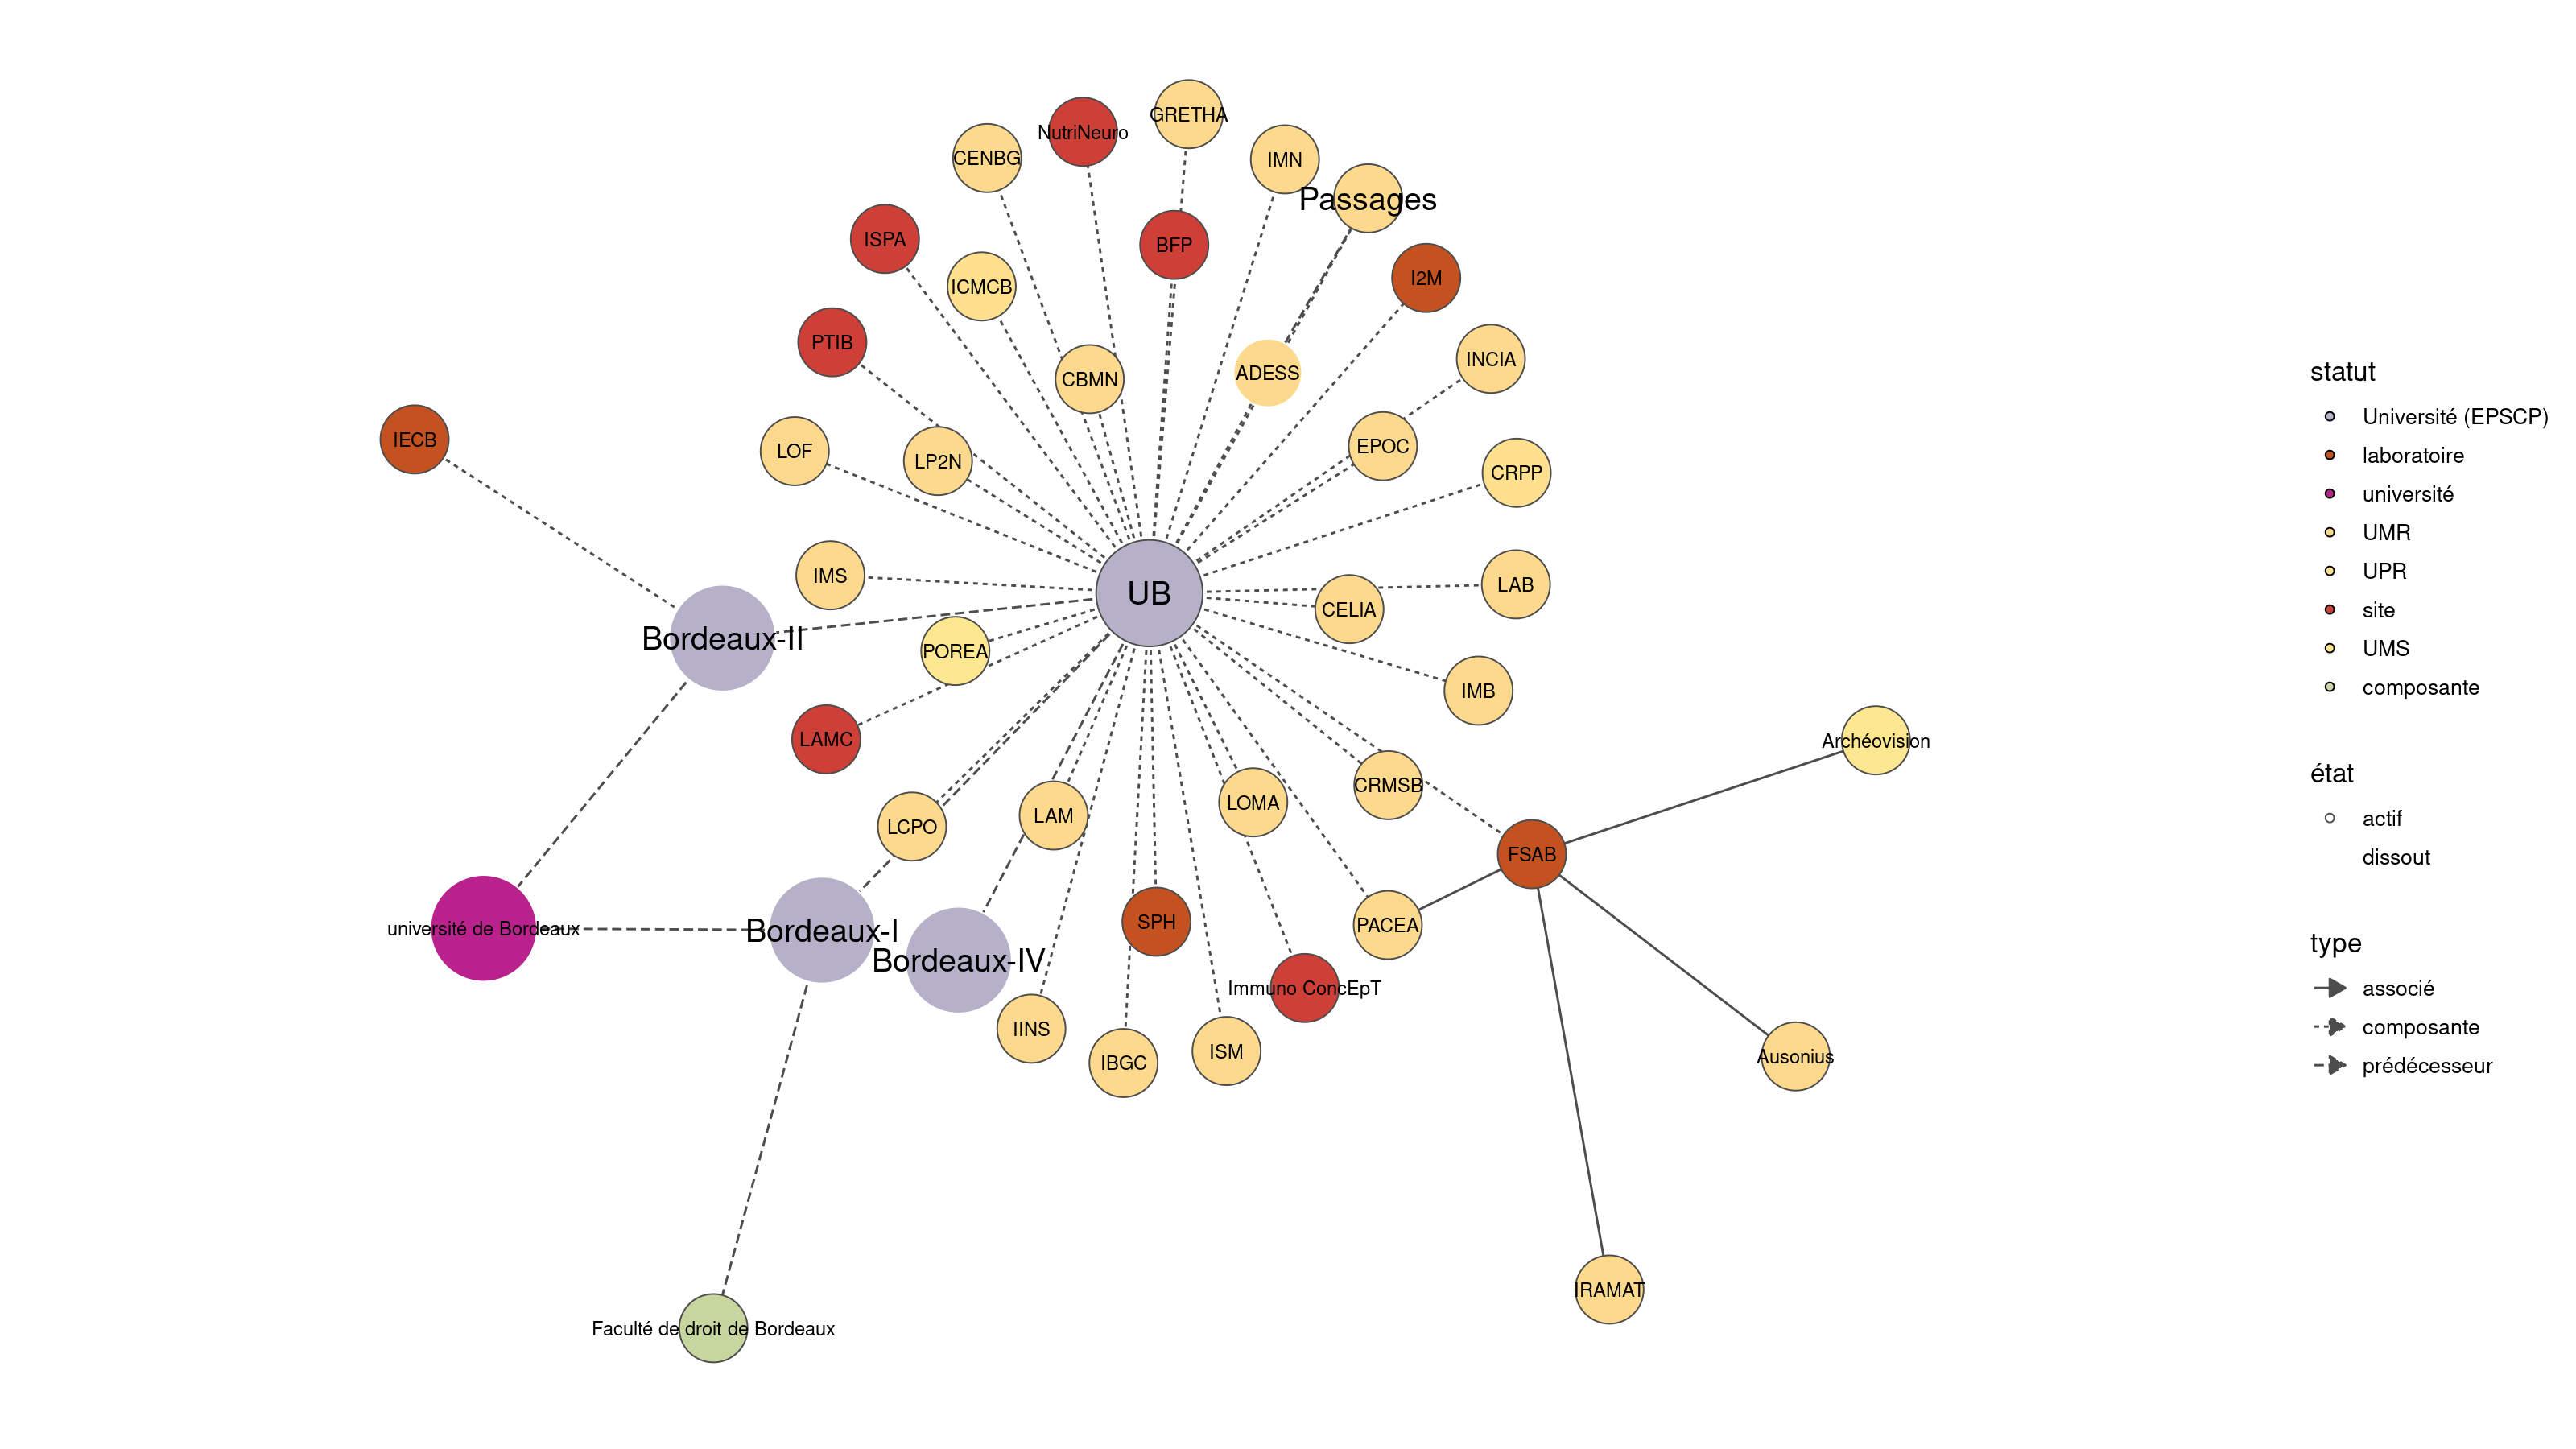 GRETHA
NutriNeuro
CENBG
IMN
Passages
ISPA
BFP
I2M
ICMCB
PTIB
INCIA
ADESS
CBMN
IECB
EPOC
LOF
LP2N
CRPP
IMS
LAB
UB
CELIA
Bordeaux-II
POREA
IMB
LAMC
Archéovision
CRMSB
LOMA
LAM
LCPO
FSAB
SPH
PACEA
université de Bordeaux
Bordeaux-I
Bordeaux-IV
Immuno ConcEpT
IINS
ISM
Ausonius
IBGC
IRAMAT
Faculté de droit de Bordeaux
statut
Université (EPSCP)
laboratoire
université
UMR
UPR
site
UMS
composante
état
actif
dissout
type
associé
composante
prédécesseur